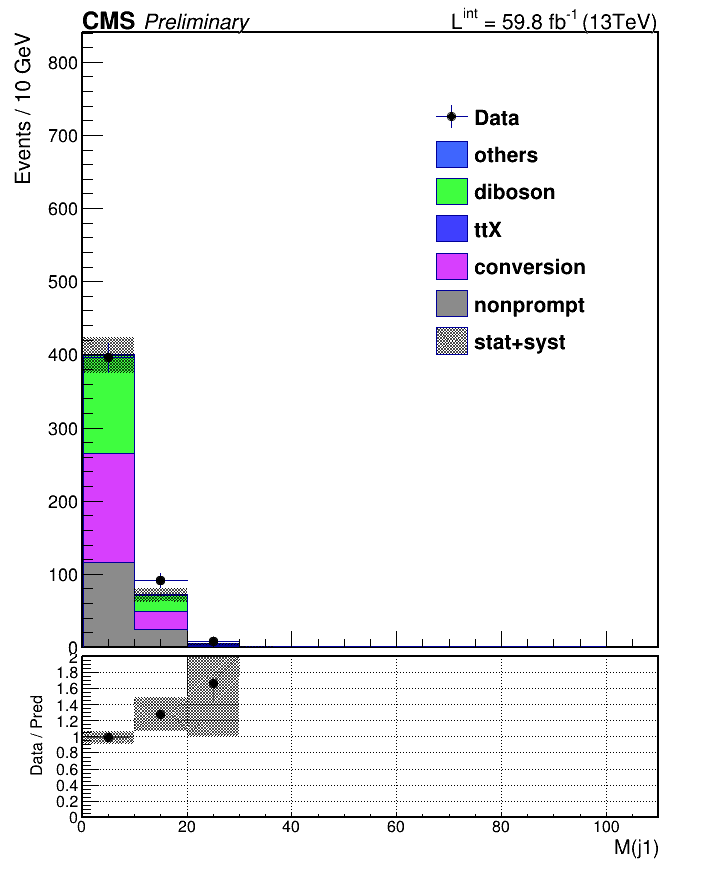 CMS Preliminary
L^int = 59.8 fb^-1 (13TeV)
Events / 10 GeV
800
700
600
500
400
300
200
100
0
Data
others
diboson
ttX
conversion
nonprompt
stat+syst
Data / Pred
2
1.8
1.6
1.4
1.2
1
0.8
0.6
0.4
0.2
0
0 20 40 60 80 100
M(j1)